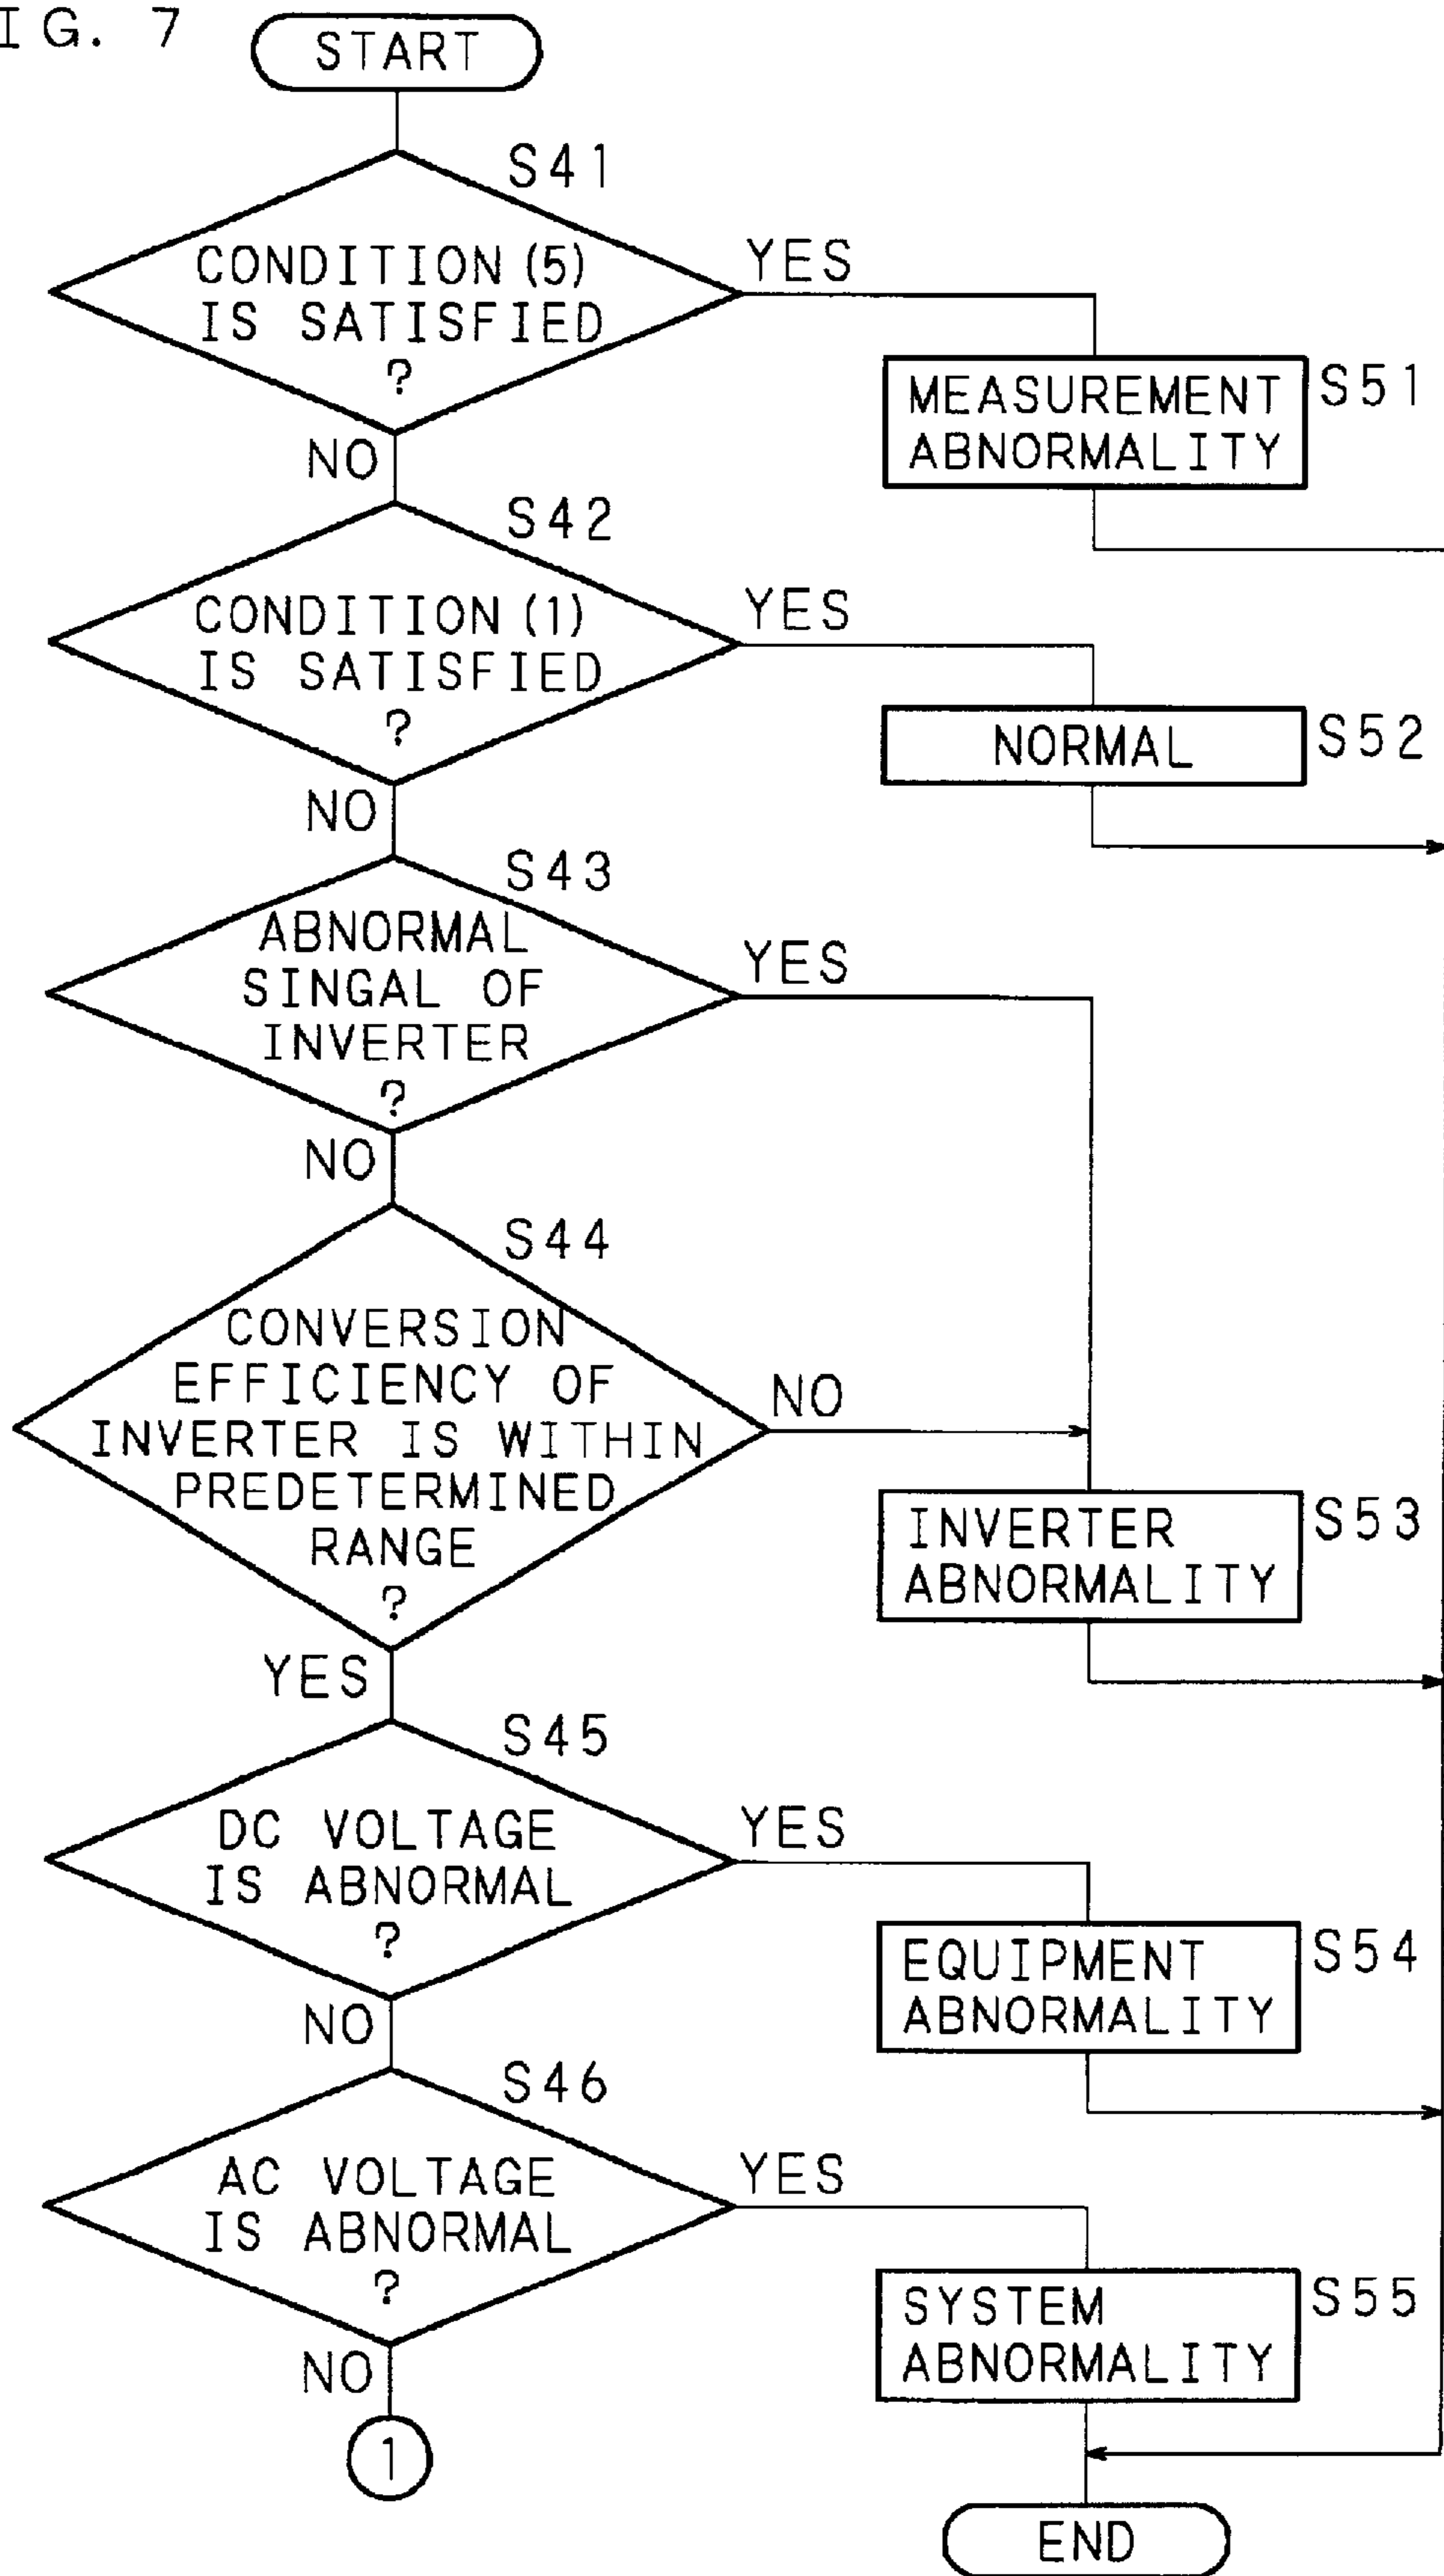 IG. 7
START
S41
CONDITION (5)
IS SATISFIED
?
YES
NO
MEASUREMENT
ABNORMALITY
S51
S42
CONDITION (1)
IS SATISFIED
?
YES
NO
NORMAL
S52
S43
ABNORMAL
SINGAL OF
INVERTER
?
YES
NO
S44
CONVERSION
EFFICIENCY OF
INVERTER IS WITHIN
PREDETERMINED
RANGE
?
NO
YES
INVERTER
ABNORMALITY
S53
S45
DC VOLTAGE
IS ABNORMAL
?
YES
NO
EQUIPMENT
ABNORMALITY
S54
S46
AC VOLTAGE
IS ABNORMAL
?
YES
NO
SYSTEM
ABNORMALITY
S55
1
END